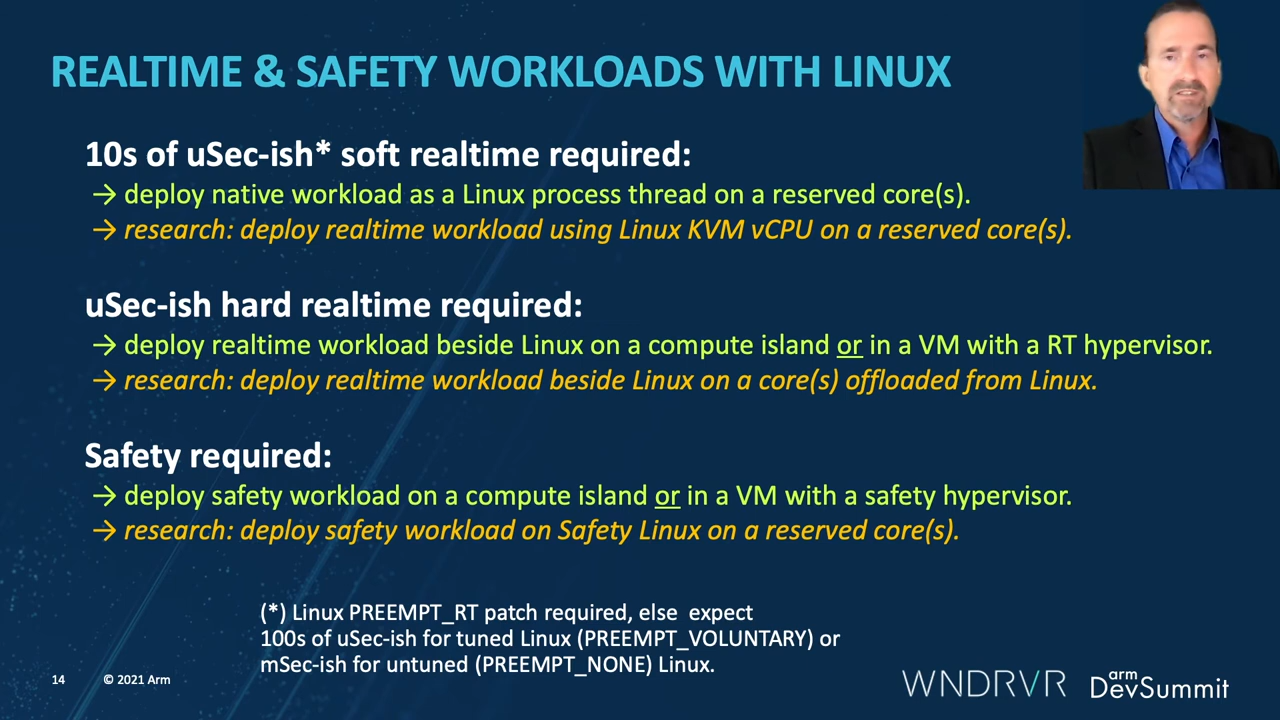 REALTIME & SAFETY WORKLOADS WITH LINUX
10s of uSec-ish* soft realtime required:
→ deploy native workload as a Linux process thread on a reserved core(s).
→ research: deploy realtime workload using Linux KVM vCPU on a reserved core(s).
uSec-ish hard realtime required:
→ deploy realtime workload beside Linux on a compute island or in a VM with a RT hypervisor.
→ research: deploy realtime workload beside Linux on a core(s) offloaded from Linux.
Safety required:
→ deploy safety workload on a compute island or in a VM with a safety hypervisor.
→ research: deploy safety workload on Safety Linux on a reserved core(s).
(*) Linux PREEMPT_RT patch required, else expect
100s of uSec-ish for tuned Linux (PREEMPT_VOLUNTARY) or
mSec-ish for untuned (PREEMPT_NONE) Linux.
14 © 2021 Arm
WNDRVR
arm
DevSummit